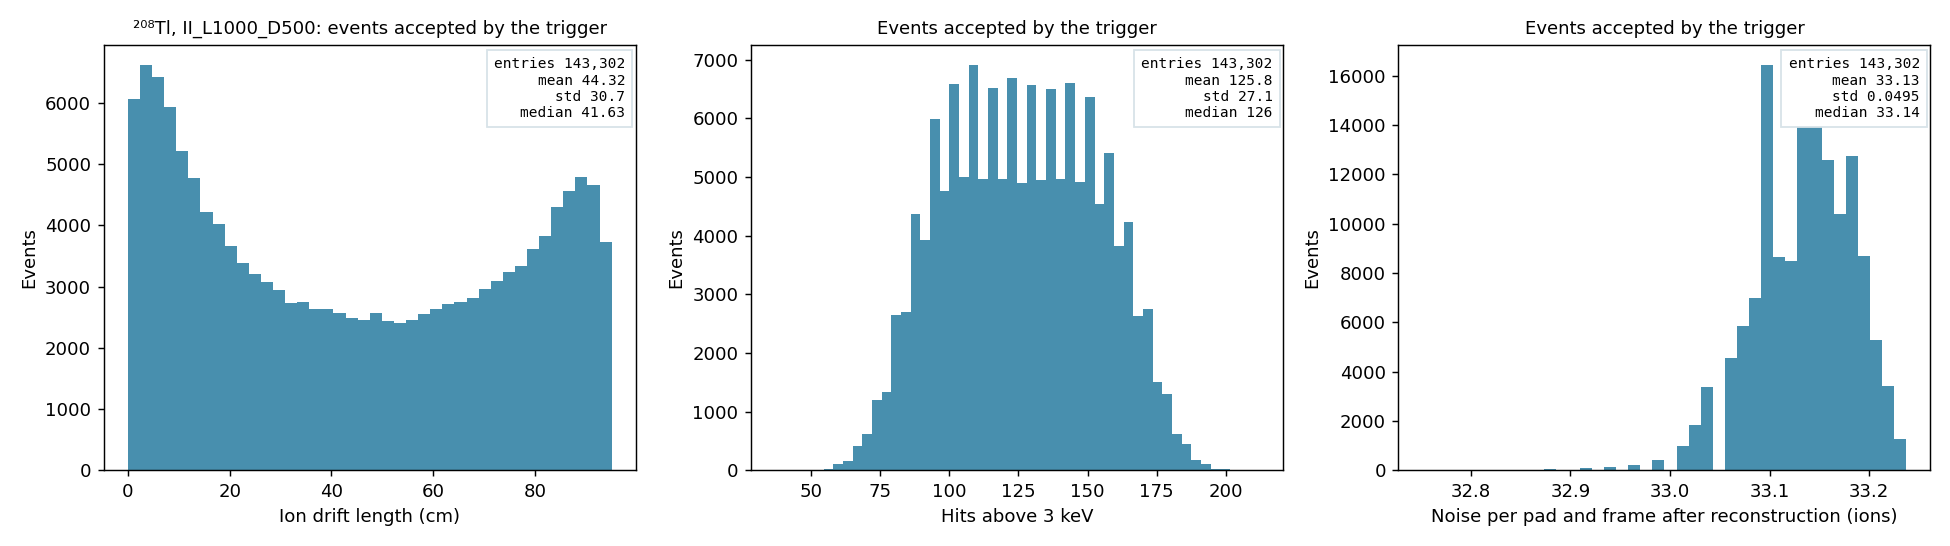 ²⁰⁸Tl, II_L1000_D500: events accepted by the trigger
entries 143,302
mean 44.32
std 30.7
median 41.63
Events
6000
5000
4000
3000
2000
1000
0
0 20 40 60 80
Ion drift length (cm)
Events accepted by the trigger
entries 143,302
mean 125.8
std 27.1
median 126
Events
7000
6000
5000
4000
3000
2000
1000
0
50 75 100 125 150 175 200
Hits above 3 keV
Events accepted by the trigger
entries 143,302
mean 33.13
std 0.0495
median 33.14
Events
16000
14000
12000
10000
8000
6000
4000
2000
0
32.8 32.9 33.0 33.1 33.2
Noise per pad and frame after reconstruction (ions)